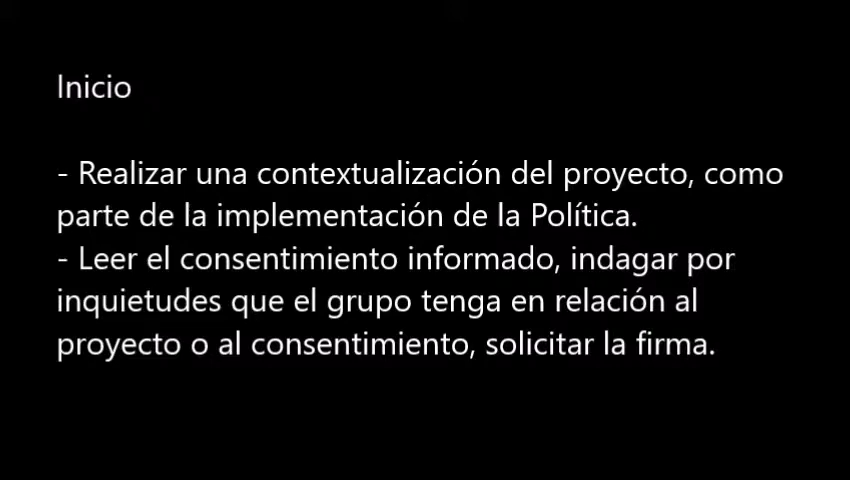 Inicio
- Realizar una contextualización del proyecto, como
parte de la implementación de la Política.
- Leer el consentimiento informado, indagar por
inquietudes que el grupo tenga en relación al
proyecto o al consentimiento, solicitar la firma.